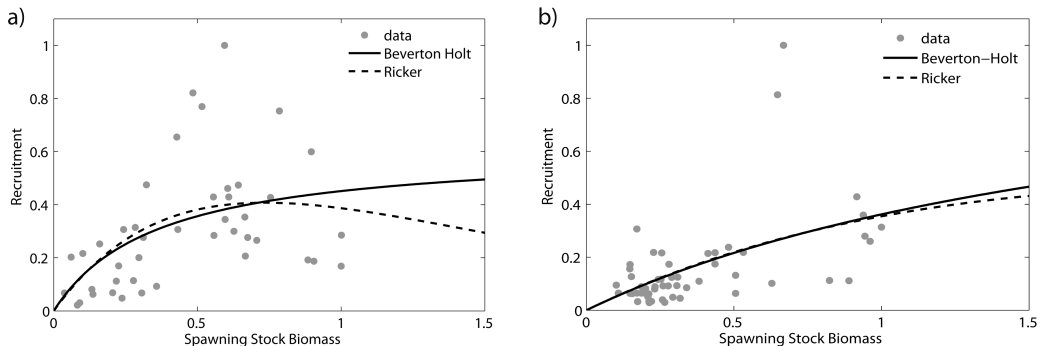 a)
data
Beverton Holt
Ricker
Recruitment
1
0.8
0.6
0.4
0.2
0
0 0.5 1 1.5
Spawning Stock Biomass
b)
data
Beverton−Holt
Ricker
Recruitment
1
0.8
0.6
0.4
0.2
0
0 0.5 1 1.5
Spawning Stock Biomass